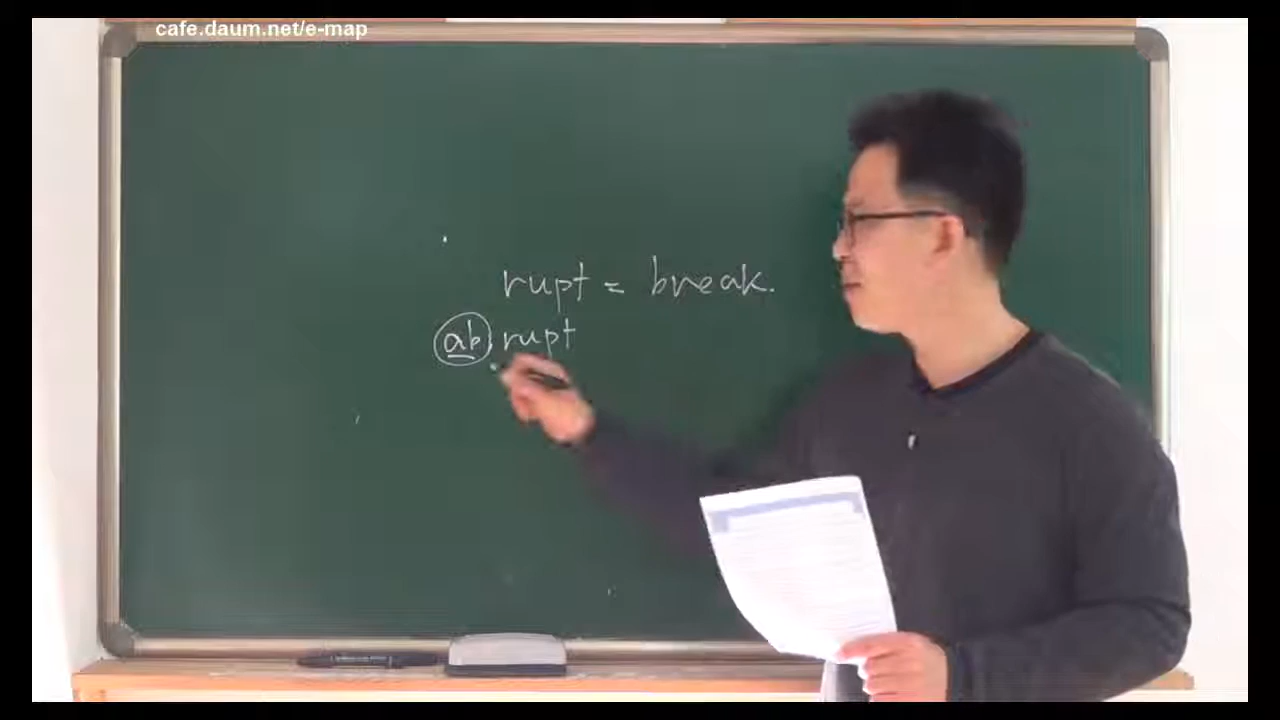 cafe.daum.net/e-map
rupt = break.
ab rupt